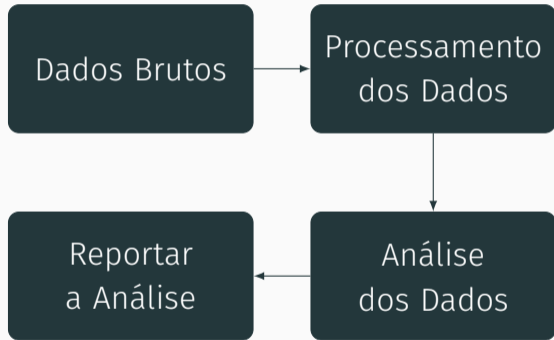 Dados Brutos
Processamento
dos Dados
Análise
dos Dados
Reportar
a Análise